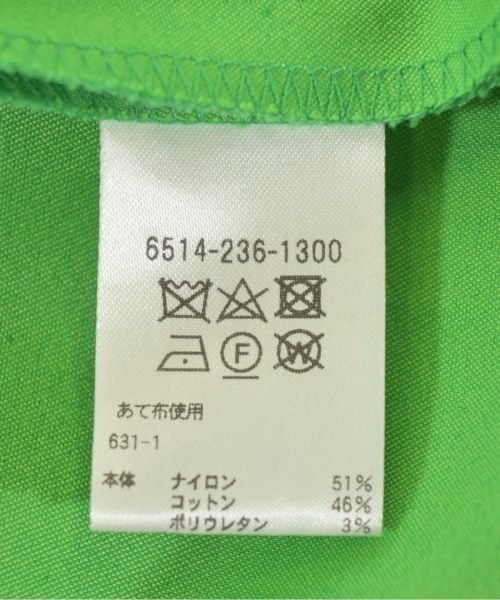 6514-236-1300
F W
あて布使用
631-1
本体 ナイロン 51%
コットン 46%
ポリウレタン 3%